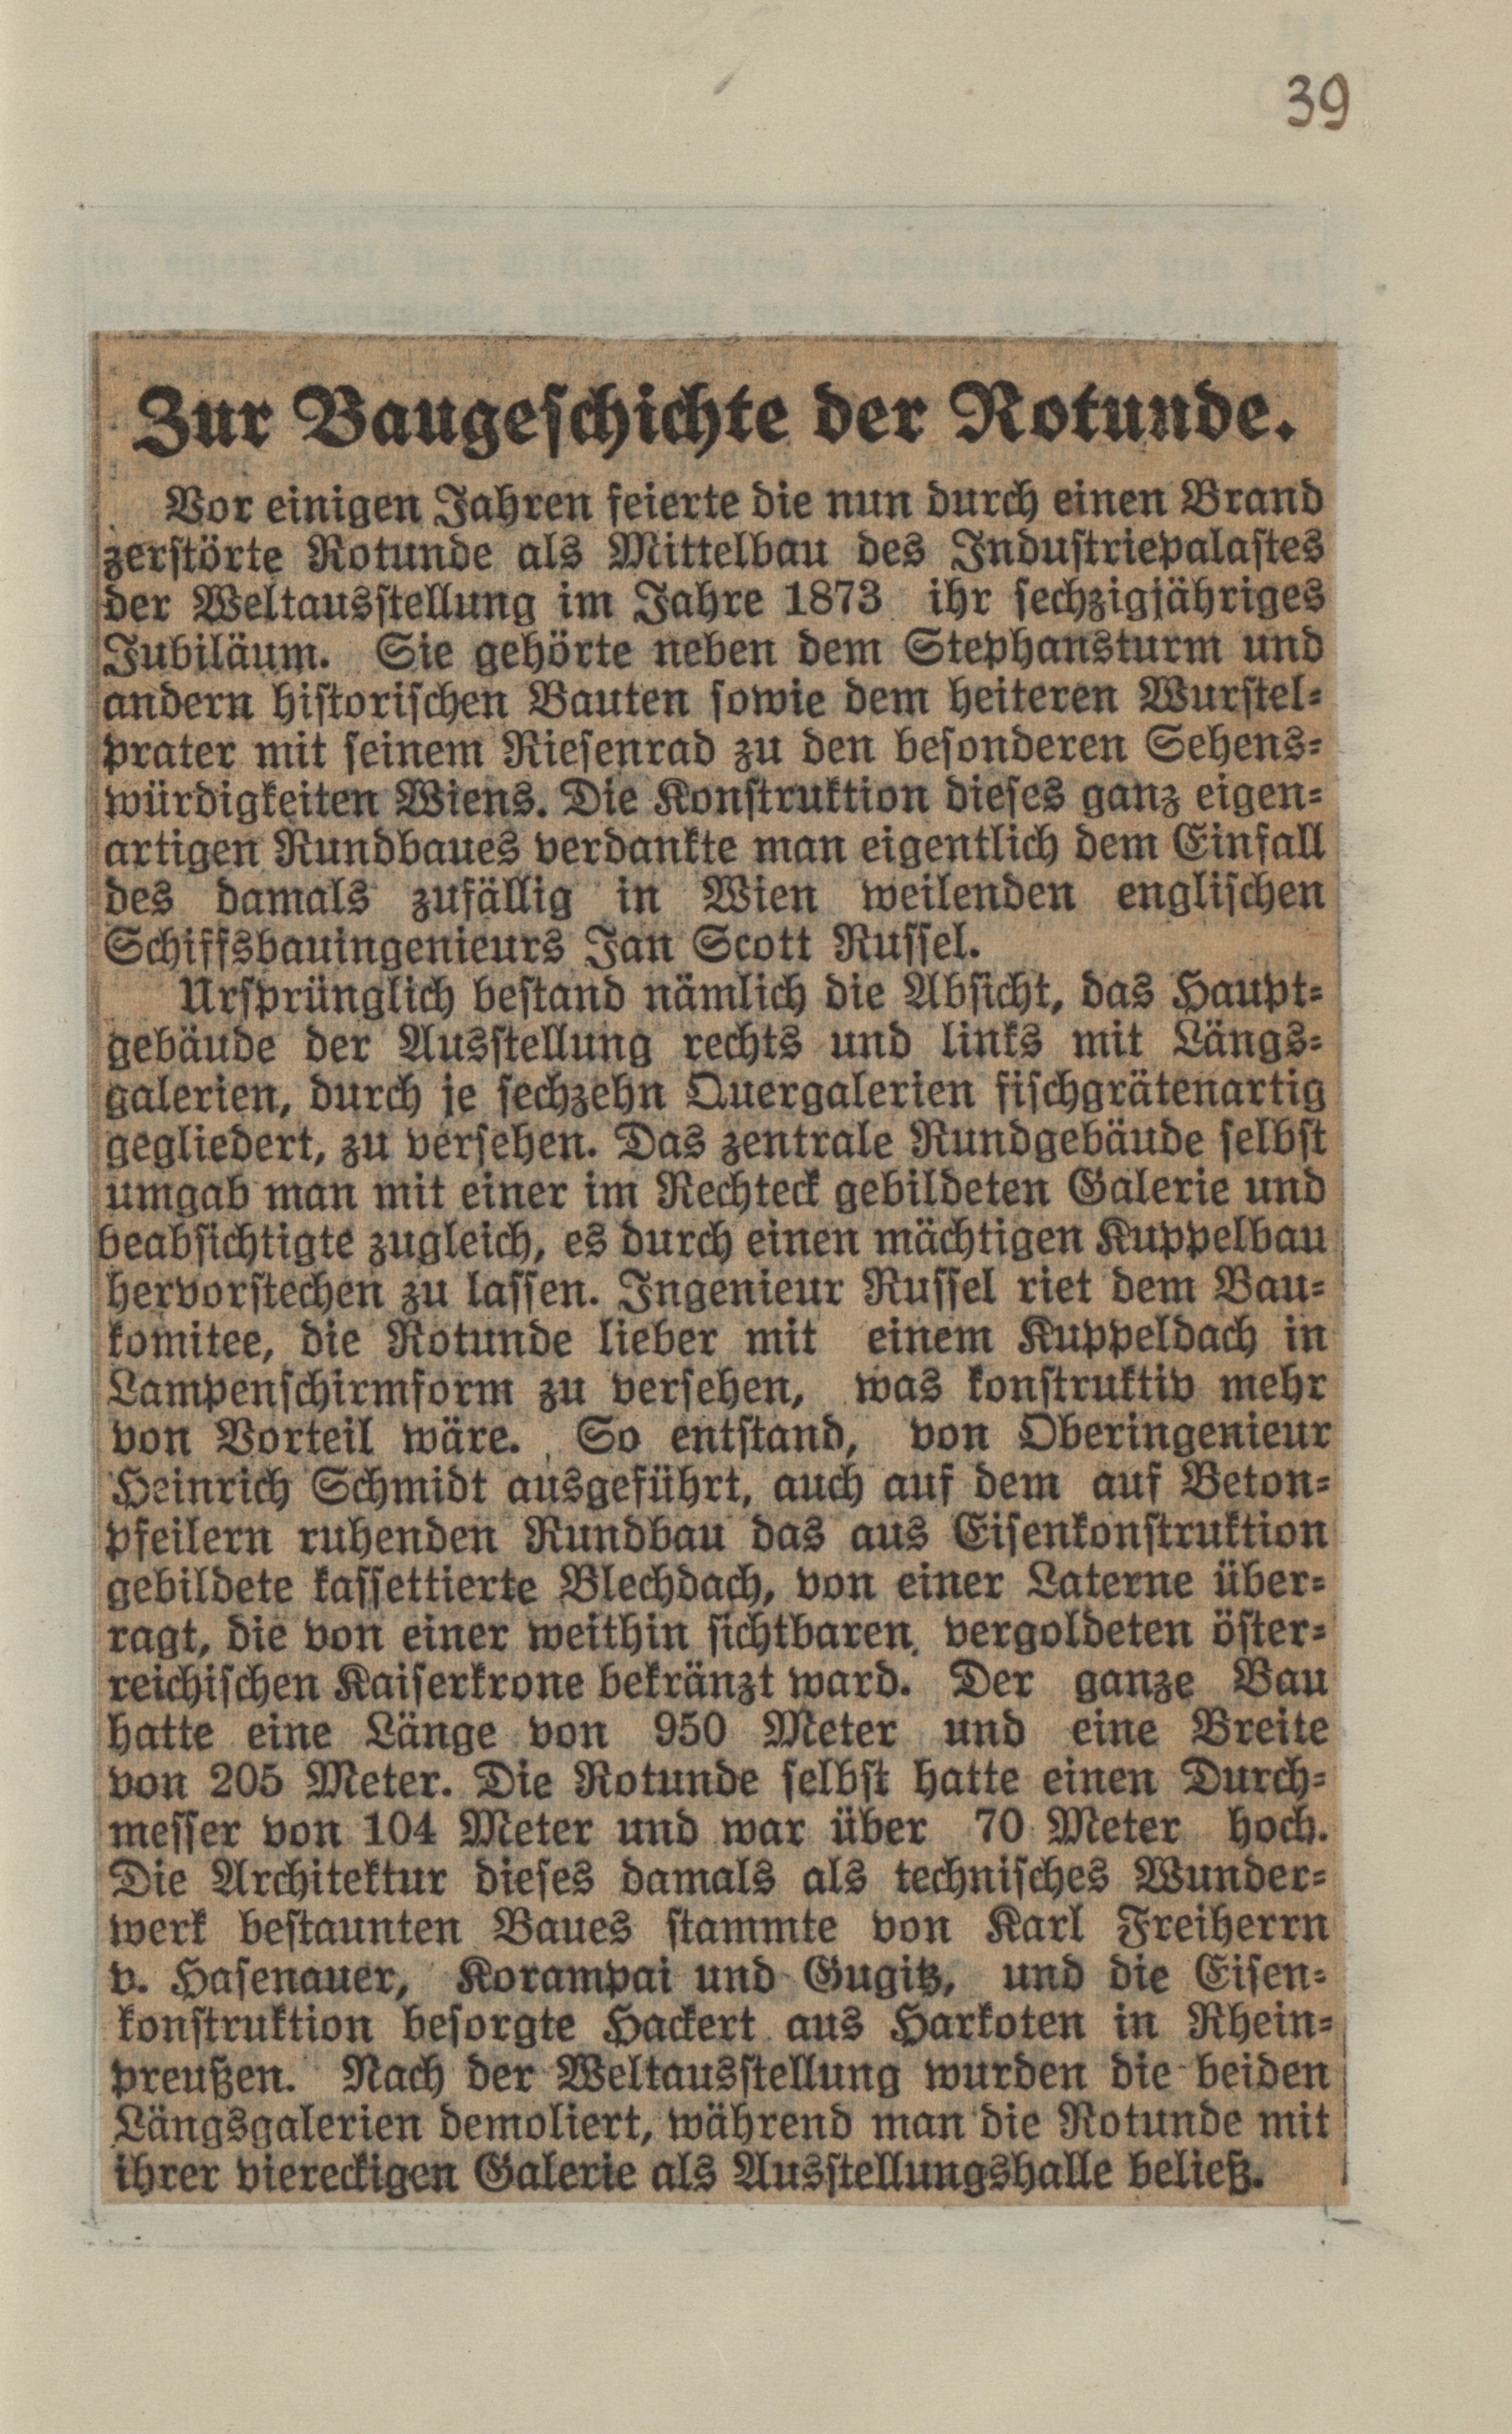 39
Zur Baugeschichte der Rotunde.
Vor einigen Jahren feierte die nun durch einen Brand
zerstörte Rotunde als Mittelbau des Industriepalastes
der Weltausstellung im Jahre 1873 ihr sechzigjähriges
Jubiläum. Sie gehörte neben dem Stephansturm und
andern historischen Bauten sowie dem heiteren Wurstel-
prater mit seinem Riesenrad zu den besonderen Sehens-
würdigkeiten Wiens. Die Konstruktion dieses ganz eigen-
artigen Rundbaues verdankte man eigentlich dem Einfall
des damals zufällig in Wien weilenden englischen
Schiffsbauingenieurs Jan Scott Russel.
Ursprünglich bestand nämlich die Absicht, das Haupt-
gebäude der Ausstellung rechts und links mit Längs-
galerien, durch je sechzehn Quergalerien fischgrätenartig
gegliedert, zu versehen. Das zentrale Rundgebäude selbst
umgab man mit einer im Rechteck gebildeten Galerie und
beabsichtigte zugleich, es durch einen mächtigen Kuppelbau
hervorstechen zu lassen. Ingenieur Russel riet dem Bau-
komitee, die Rotunde lieber mit einem Kuppeldach in
Lampenschirmform zu versehen, was konstruktiv mehr
von Vorteil wäre. So entstand, von Oberingenieur
Heinrich Schmidt ausgeführt, auch auf dem auf Beton-
pfeilern ruhenden Rundbau das aus Eisenkonstruktion
gebildete kassettierte Blechdach, von einer Laterne über-
ragt, die von einer weithin sichtbaren, vergoldeten öster-
reichischen Kaiserkrone bekränzt ward. Der ganze Bau
hatte eine Länge von 950 Meter und eine Breite
von 205 Meter. Die Rotunde selbst hatte einen Durch-
messer von 104 Meter und war über 70 Meter hoch.
Die Architektur dieses damals als technisches Wunder-
werk bestaunten Baues stammte von Karl Freiherrn
v. Hasenauer, Korampai und Gugitz, und die Eisen-
konstruktion besorgte Hackert aus Harkoten in Rhein-
preußen. Nach der Weltausstellung wurden die beiden
Längsgalerien demoliert, während man die Rotunde mit
ihrer viereckigen Galerie als Ausstellungshalle beließ.